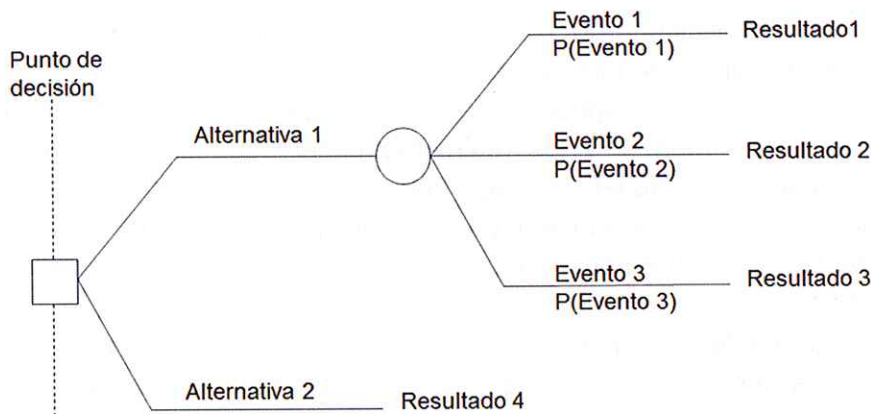 Punto de
decisión
Alternativa 1
Evento 1
P(Evento 1)
Resultado1
Evento 2
P(Evento 2)
Resultado 2
Evento 3
P(Evento 3)
Resultado 3
Alternativa 2
Resultado 4